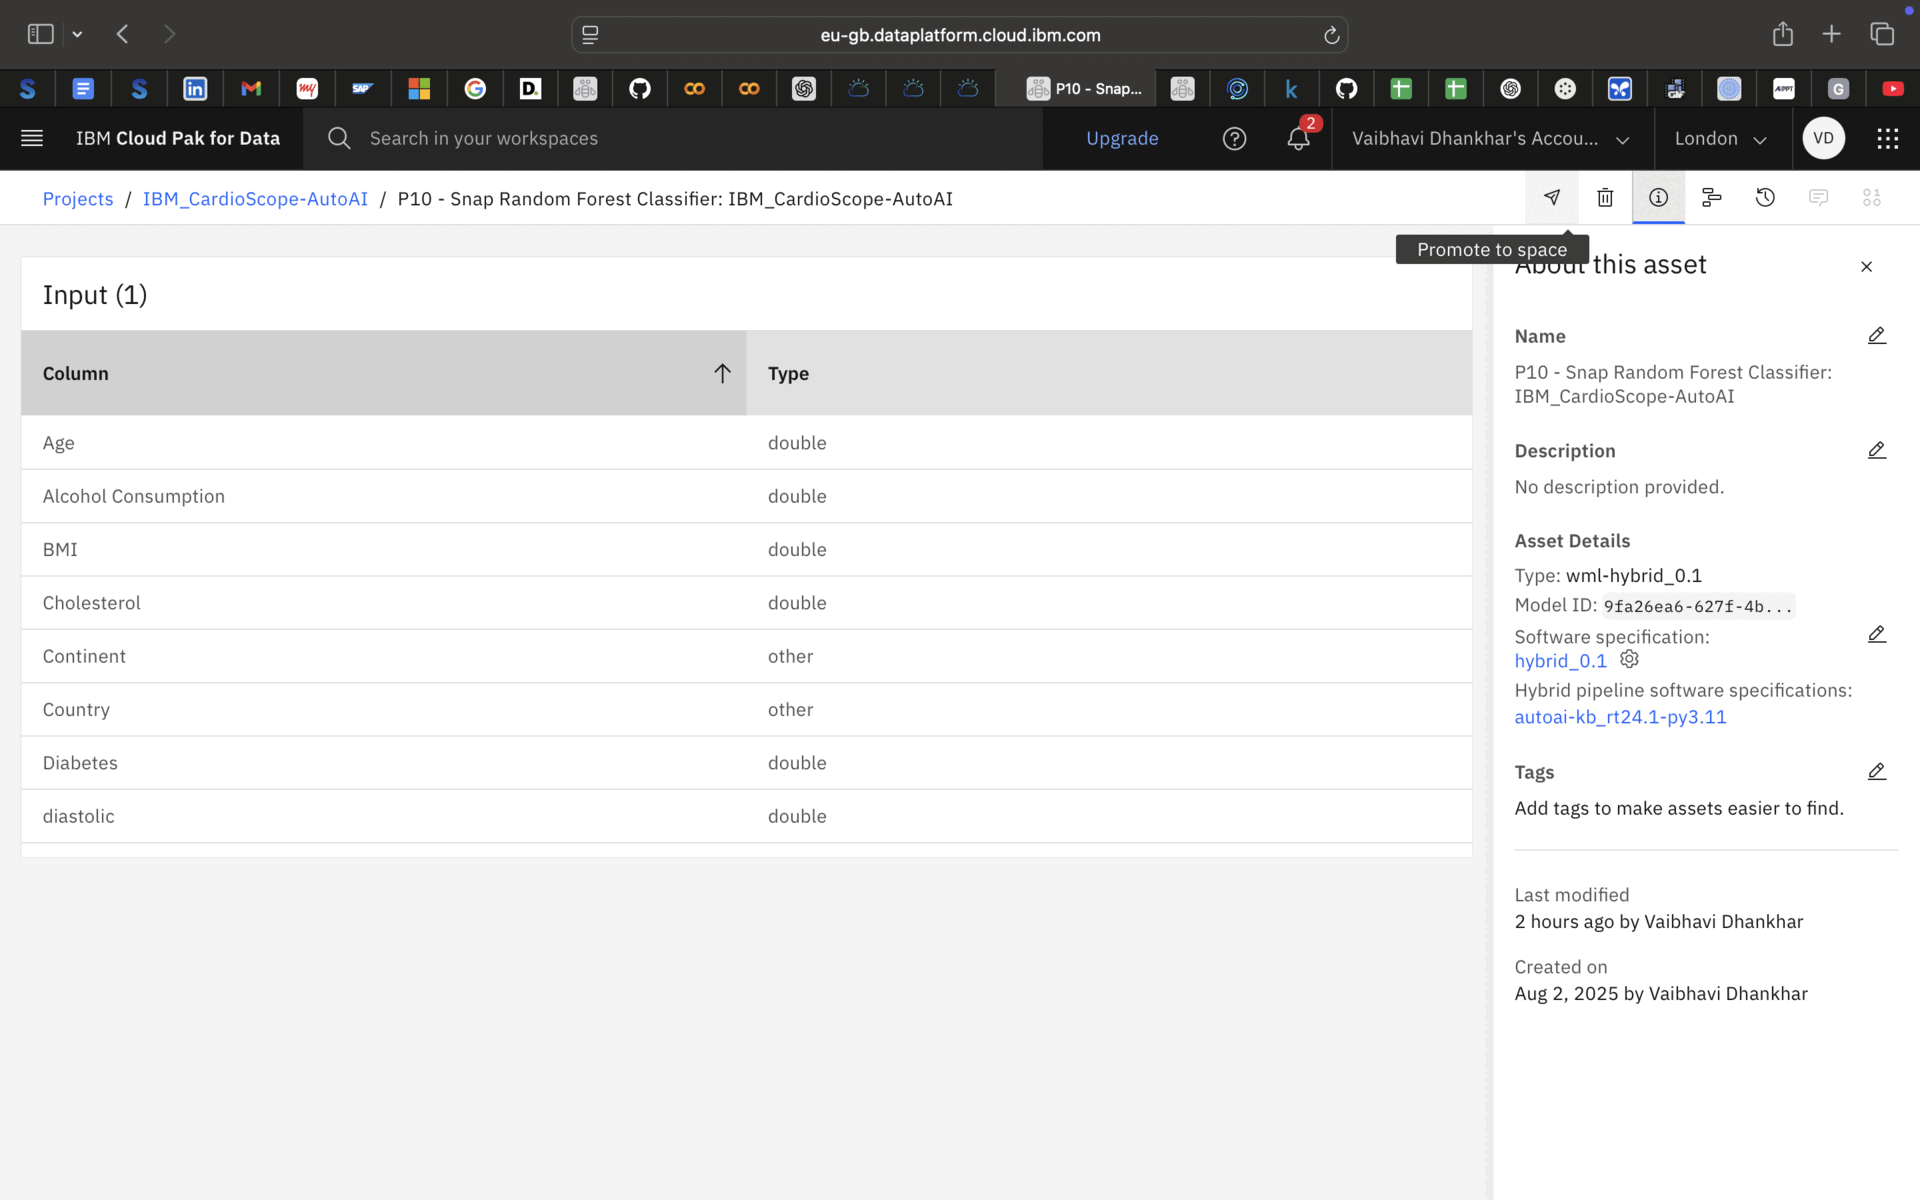 eu-gb.dataplatform.cloud.ibm.com
P10 - Snap...
IBM Cloud Pak for Data
Search in your workspaces
Upgrade
2
Vaibhavi Dhankhar's Accou...
London
VD
Projects / IBM_CardioScope-AutoAI / P10 - Snap Random Forest Classifier: IBM_CardioScope-AutoAI
Promote to space
Input (1)
Column Type
Age double
Alcohol Consumption double
BMI double
Cholesterol double
Continent other
Country other
Diabetes double
diastolic double
About this asset
Name
P10 - Snap Random Forest Classifier:
IBM_CardioScope-AutoAI
Description
No description provided.
Asset Details
Type: wml-hybrid_0.1
Model ID: 9fa26ea6-627f-4b...
Software specification:
hybrid_0.1
Hybrid pipeline software specifications:
autoai-kb_rt24.1-py3.11
Tags
Add tags to make assets easier to find.
Last modified
2 hours ago by Vaibhavi Dhankhar
Created on
Aug 2, 2025 by Vaibhavi Dhankhar